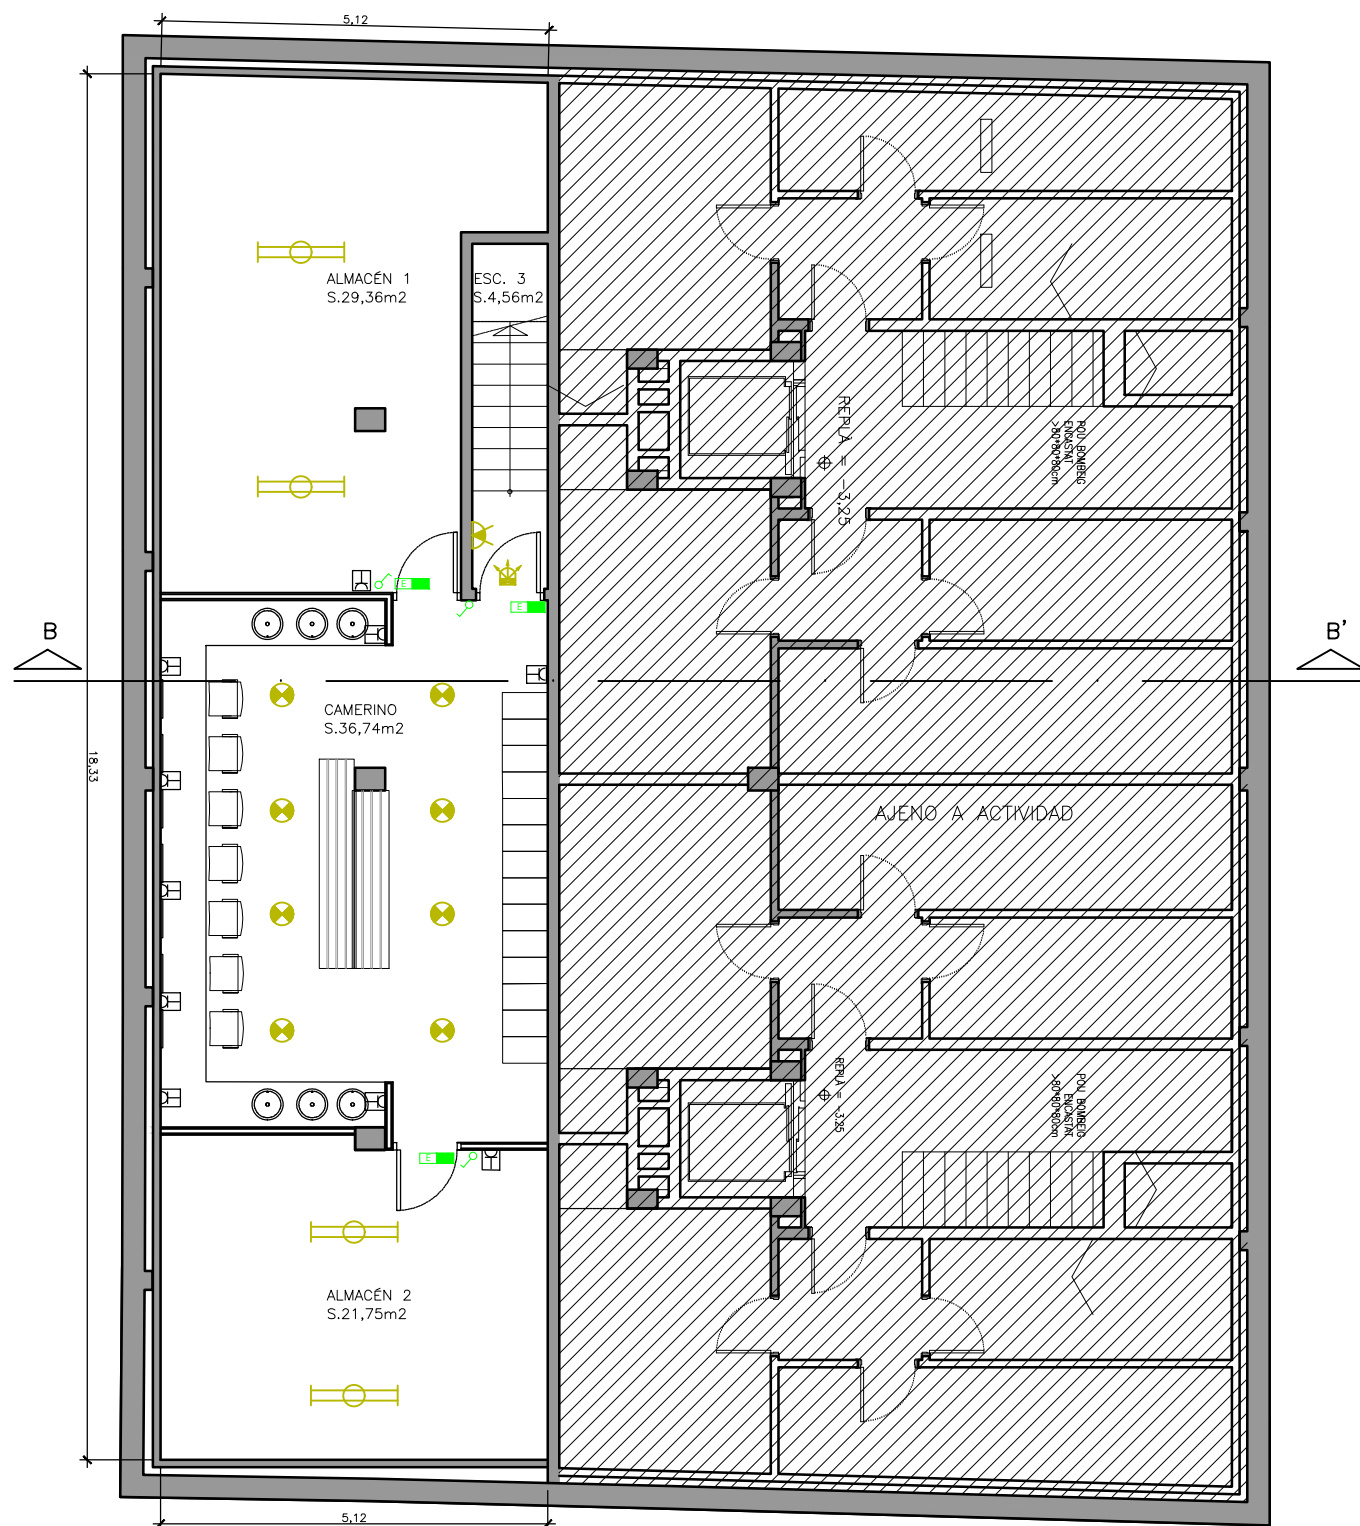 5,12
ALMACÉN 1
S.29,36m2
ESC. 3
S.4,56m2
REPLÀ = -3,25
POU BOMBEIG
ENCASTAT
>80*80*80cm
E
E
B
B'
CAMERINO
S.36,74m2
18,33
AJENO A ACTIVIDAD
REPLÀ = -3,25
POU BOMBEIG
ENCASTAT
>80*80*80cm
E
ALMACÉN 2
S.21,75m2
5,12